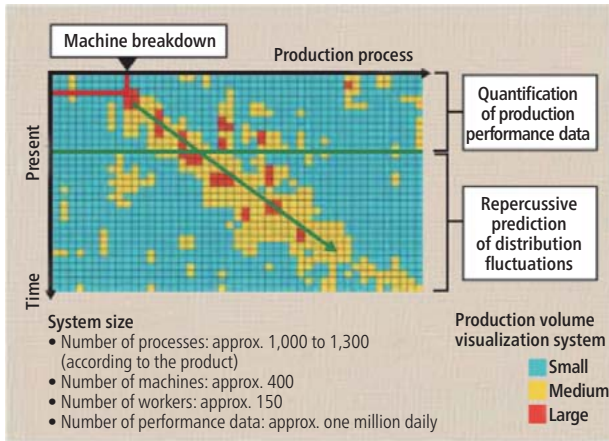 Machine breakdown
Production process
Present
Time
Quantification
of production
performance data
Repercussive
prediction
of distribution
fluctuations
System size
• Number of processes: approx. 1,000 to 1,300
(according to the product)
• Number of machines: approx. 400
• Number of workers: approx. 150
• Number of performance data: approx. one million daily
Production volume
visualization system
Small
Medium
Large